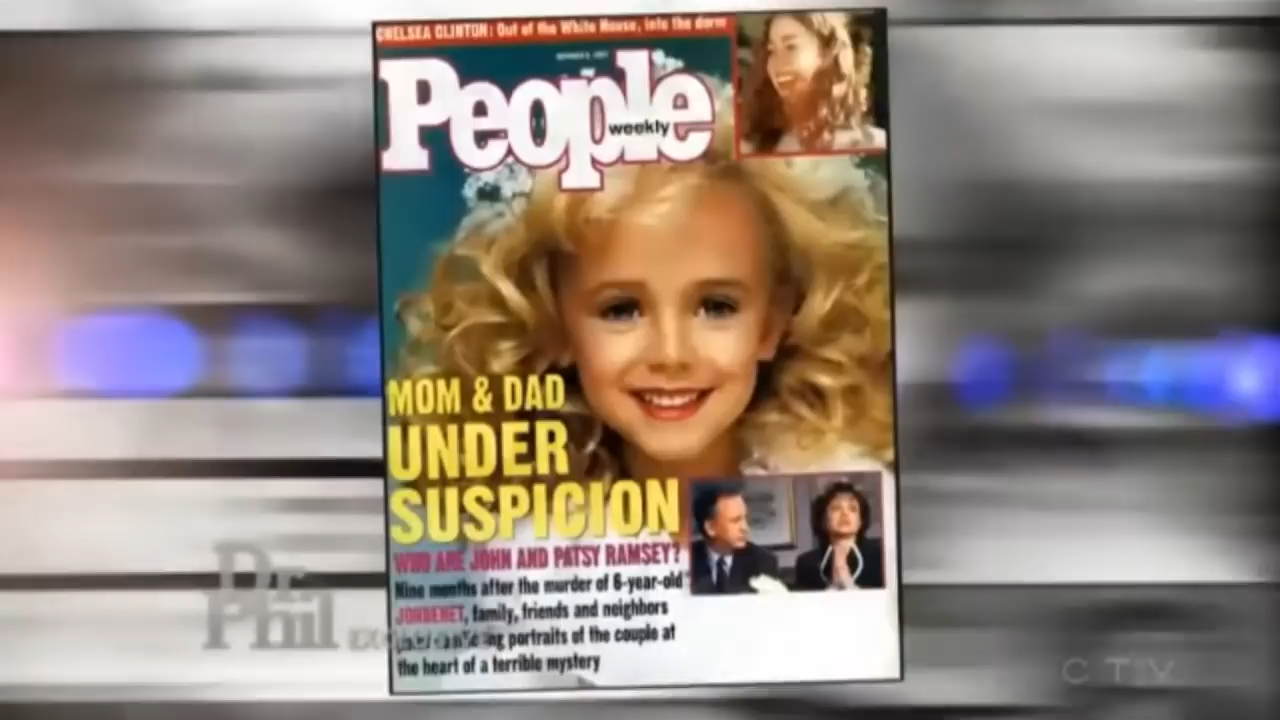 CHELSEA CLINTON: Out of the White House, into the dorm
People
weekly
MOM & DAD
UNDER
SUSPICION
WHO ARE JOHN AND PATSY RAMSEY?
Nine months after the murder of 6-year-old
JONBENET, family, friends and neighbors
portraits of the couple at
the heart of a terrible mystery
Dr.
Phil
CTV